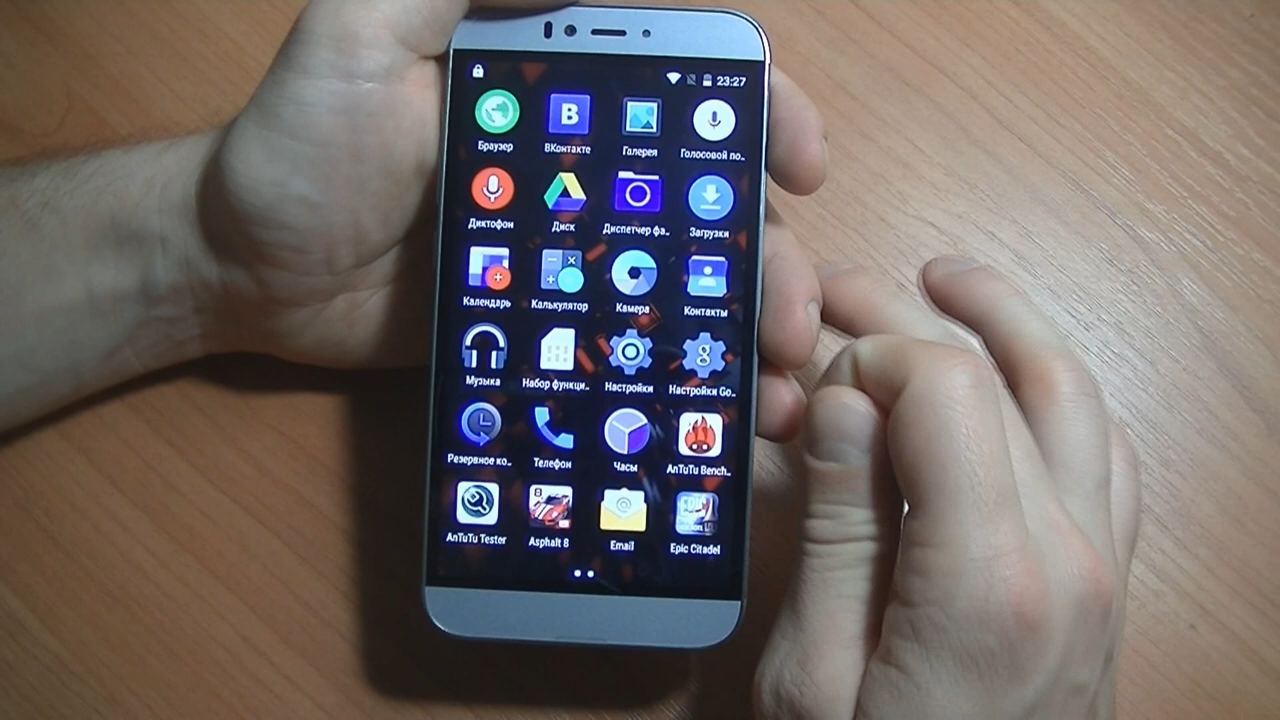 23:27
B
Браузер ВКонтакте Галерея Голосовой по..
Диктофон Диск Диспетчер фа.. Загрузки
Календарь Калькулятор Камера Контакты
g
Музыка Набор функци.. Настройки Настройки Go..
Резервное ко.. Телефон Часы AnTuTu Bench..
8
AnTuTu Tester Asphalt 8 Email Epic Citadel